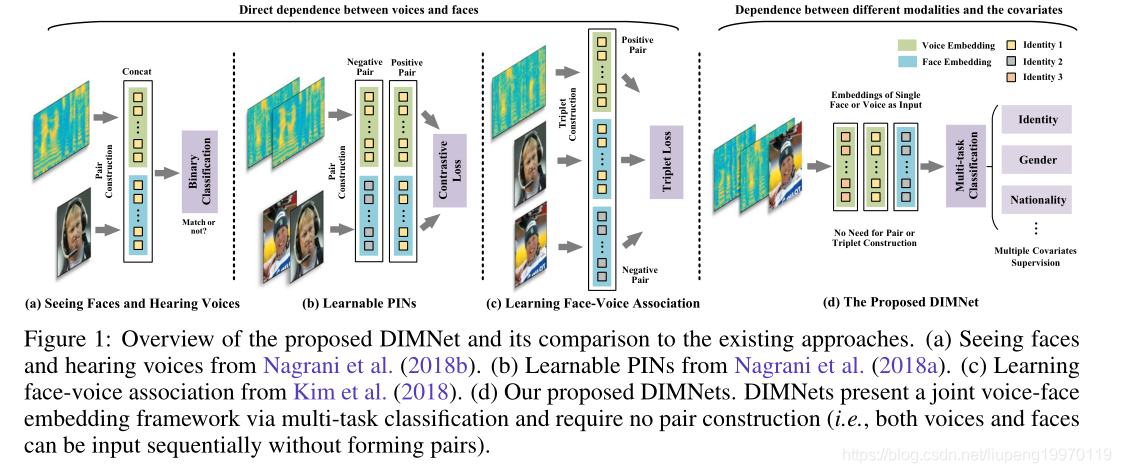 Direct dependence between voices and faces
Dependence between different modalities and the covariates
Concat
Pair Construction
Binary Classification
Match or not?
(a) Seeing Faces and Hearing Voices
Negative Pair
Positive Pair
Pair Construction
Contrastive Loss
(b) Learnable PINs
Positive Pair
Triplet Construction
Triplet Loss
Negative Pair
(c) Learning Face-Voice Association
Voice Embedding
Face Embedding
Identity 1
Identity 2
Identity 3
Embeddings of Single
Face or Voice as Input
No Need for Pair or
Triplet Construction
Multi-task Classification
Identity
Gender
Nationality
Multiple Covariates
Supervision
(d) The Proposed DIMNet
Figure 1: Overview of the proposed DIMNet and its comparison to the existing approaches. (a) Seeing faces
and hearing voices from Nagrani et al. (2018b). (b) Learnable PINs from Nagrani et al. (2018a). (c) Learning
face-voice association from Kim et al. (2018). (d) Our proposed DIMNets. DIMNets present a joint voice-face
embedding framework via multi-task classification and require no pair construction (i.e., both voices and faces
can be input sequentially without forming pairs).
https://blog.csdn.net/liupeng19970119